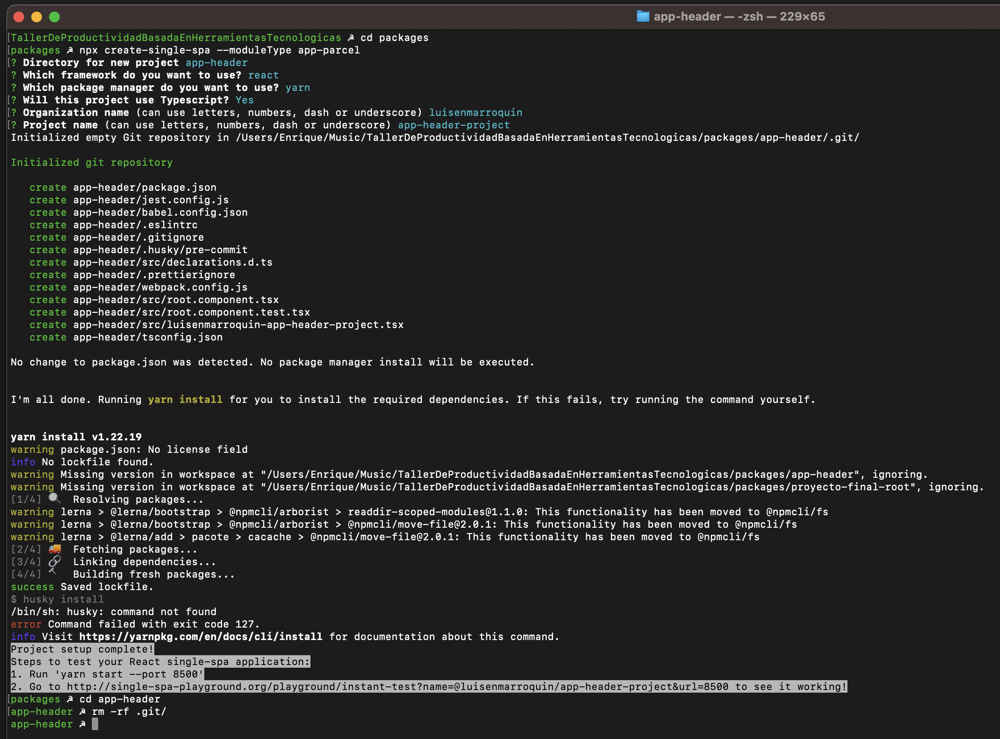 app-header — -zsh — 229×65
[TallerDeProductividadBasadaEnHerramientasTecnologicas ☭ cd packages
[packages ☭ npx create-single-spa --moduleType app-parcel
[? Directory for new project app-header
? Which framework do you want to use? react
? Which package manager do you want to use? yarn
[? Will this project use Typescript? Yes
[? Organization name (can use letters, numbers, dash or underscore) luisenmarroquin
[? Project name (can use letters, numbers, dash or underscore) app-header-project
Initialized empty Git repository in /Users/Enrique/Music/TallerDeProductividadBasadaEnHerramientasTecnologicas/packages/app-header/.git/
Initialized git repository
create app-header/package.json
create app-header/jest.config.js
create app-header/babel.config.json
create app-header/.eslintrc
create app-header/.gitignore
create app-header/.husky/pre-commit
create app-header/src/declarations.d.ts
create app-header/.prettierignore
create app-header/webpack.config.js
create app-header/src/root.component.tsx
create app-header/src/root.component.test.tsx
create app-header/src/luisenmarroquin-app-header-project.tsx
create app-header/tsconfig.json
No change to package.json was detected. No package manager install will be executed.
I'm all done. Running yarn install for you to install the required dependencies. If this fails, try running the command yourself.
yarn install v1.22.19
warning package.json: No license field
info No lockfile found.
warning Missing version in workspace at "/Users/Enrique/Music/TallerDeProductividadBasadaEnHerramientasTecnologicas/packages/app-header", ignoring.
warning Missing version in workspace at "/Users/Enrique/Music/TallerDeProductividadBasadaEnHerramientasTecnologicas/packages/proyecto-final-root", ignoring.
[1/4] 🔍 Resolving packages...
warning lerna > @lerna/bootstrap > @npmcli/arborist > readdir-scoped-modules@1.1.0: This functionality has been moved to @npmcli/fs
warning lerna > @lerna/bootstrap > @npmcli/arborist > @npmcli/move-file@2.0.1: This functionality has been moved to @npmcli/fs
warning lerna > @lerna/add > pacote > cacache > @npmcli/move-file@2.0.1: This functionality has been moved to @npmcli/fs
[2/4] 🚚 Fetching packages...
[3/4] 🔗 Linking dependencies...
[4/4] 🔨 Building fresh packages...
success Saved lockfile.
$ husky install
/bin/sh: husky: command not found
error Command failed with exit code 127.
info Visit https://yarnpkg.com/en/docs/cli/install for documentation about this command.
Project setup complete!
Steps to test your React single-spa application:
1. Run 'yarn start --port 8500'
2. Go to http://single-spa-playground.org/playground/instant-test?name=@luisenmarroquin/app-header-project&url=8500 to see it working!
[packages ☭ cd app-header
[app-header ☭ rm -rf .git/
app-header ☭